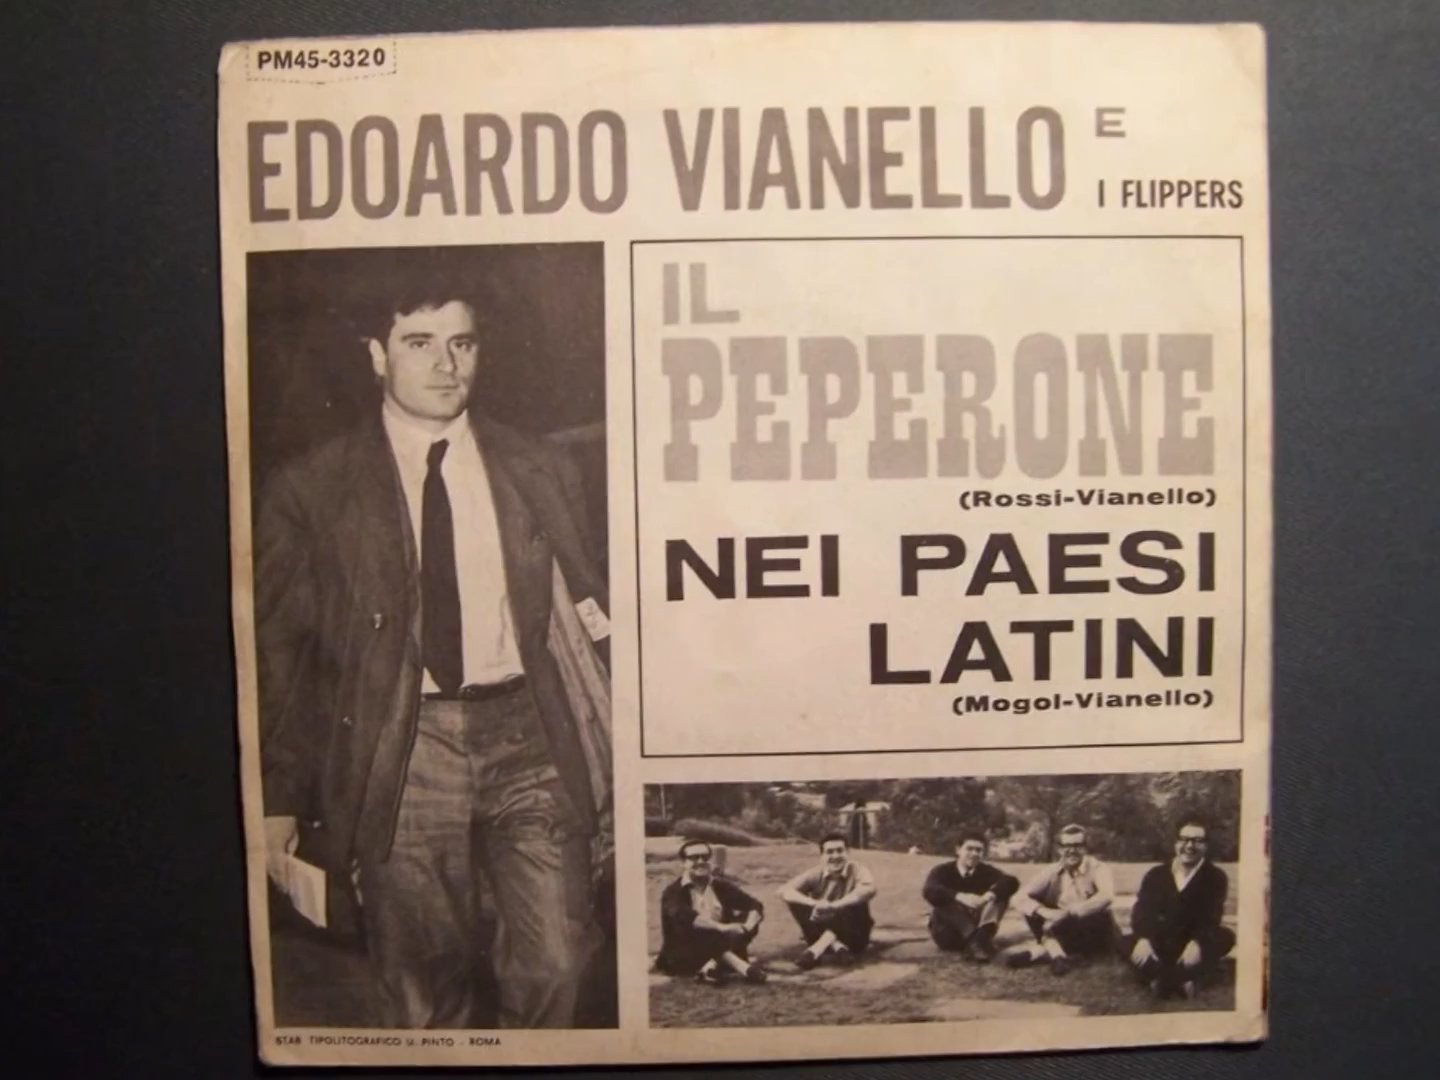 PM45-3320
EDOARDO VIANELLO E
I FLIPPERS
IL
PEPERONE
(Rossi-Vianello)
NEI PAESI
LATINI
(Mogol-Vianello)
STAB TIPOLITOGRAFICO U. PINTO - ROMA